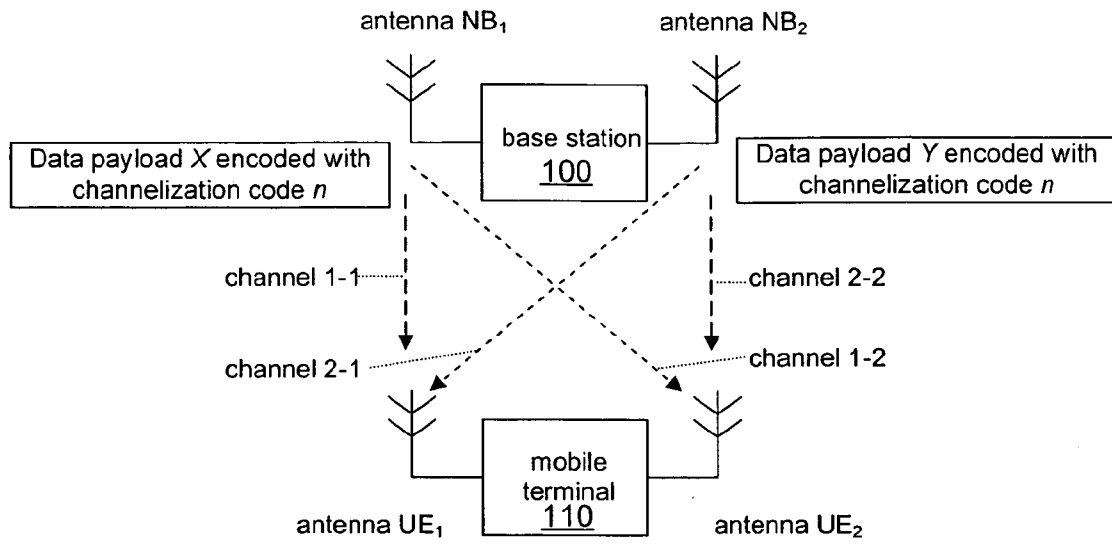 antenna NB₁
antenna NB₂
base station
100
Data payload X encoded with
channelization code n
Data payload Y encoded with
channelization code n
channel 1-1
channel 2-2
channel 2-1
channel 1-2
mobile
terminal
110
antenna UE₁
antenna UE₂